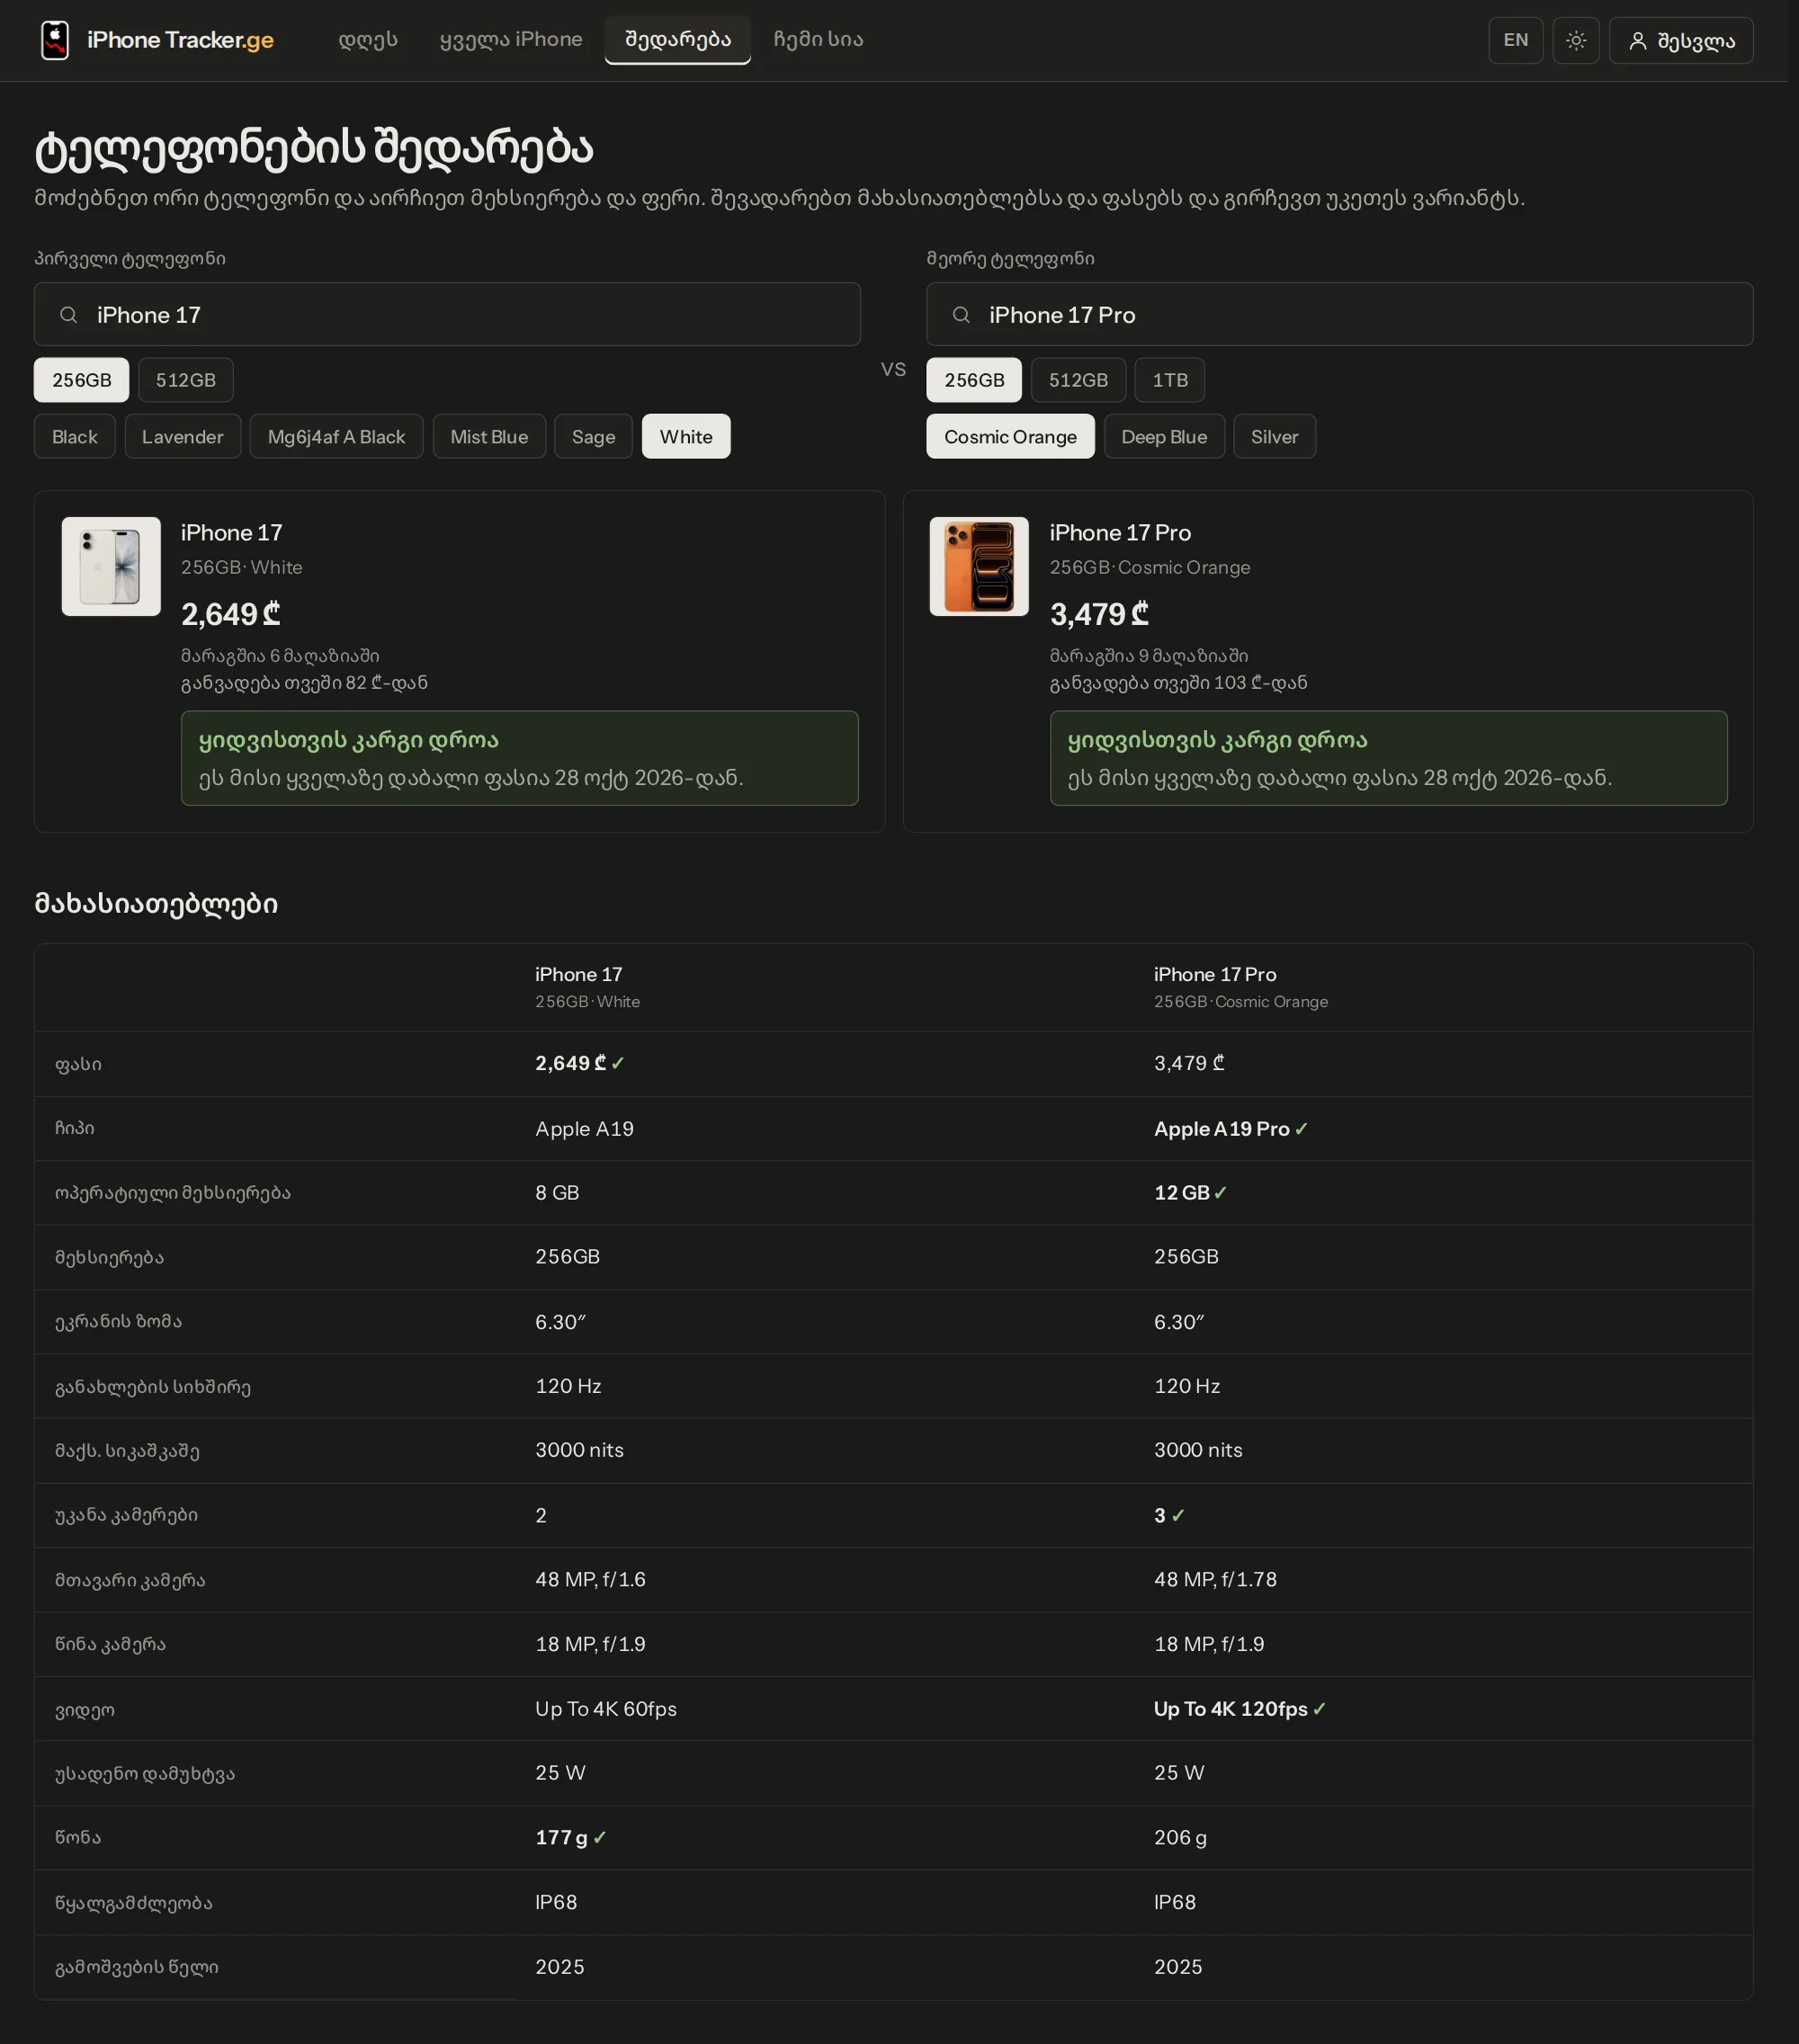 iPhone Tracker.ge
დღეს
ყველა iPhone
შედარება
ჩემი სია
EN
შესვლა
ტელეფონების შედარება
მოძებნეთ ორი ტელეფონი და აირჩიეთ მეხსიერება და ფერი. შევადარებთ მახასიათებლებსა და ფასებს და გირჩევთ უკეთეს ვარიანტს.
პირველი ტელეფონი
iPhone 17
256GB 512GB
Black Lavender Mg6j4af A Black Mist Blue Sage White
VS
მეორე ტელეფონი
iPhone 17 Pro
256GB 512GB 1TB
Cosmic Orange Deep Blue Silver
iPhone 17
256GB · White
2,649 ₾
მარაგშია 6 მაღაზიაში
განვადება თვეში 82 ₾-დან
ყიდვისთვის კარგი დროა
ეს მისი ყველაზე დაბალი ფასია 28 ოქტ 2026-დან.
iPhone 17 Pro
256GB · Cosmic Orange
3,479 ₾
მარაგშია 9 მაღაზიაში
განვადება თვეში 103 ₾-დან
ყიდვისთვის კარგი დროა
ეს მისი ყველაზე დაბალი ფასია 28 ოქტ 2026-დან.
მახასიათებლები
iPhone 17 iPhone 17 Pro
256GB · White 256GB · Cosmic Orange
ფასი 2,649 ₾ ✓ 3,479 ₾
ჩიპი Apple A19 Apple A19 Pro ✓
ოპერატიული მეხსიერება 8 GB 12 GB ✓
მეხსიერება 256GB 256GB
ეკრანის ზომა 6.30″ 6.30″
განახლების სიხშირე 120 Hz 120 Hz
მაქს. სიკაშკაშე 3000 nits 3000 nits
უკანა კამერები 2 3 ✓
მთავარი კამერა 48 MP, f/1.6 48 MP, f/1.78
წინა კამერა 18 MP, f/1.9 18 MP, f/1.9
ვიდეო Up To 4K 60fps Up To 4K 120fps ✓
უსადენო დამუხტვა 25 W 25 W
წონა 177 g ✓ 206 g
წყალგამძლეობა IP68 IP68
გამოშვების წელი 2025 2025